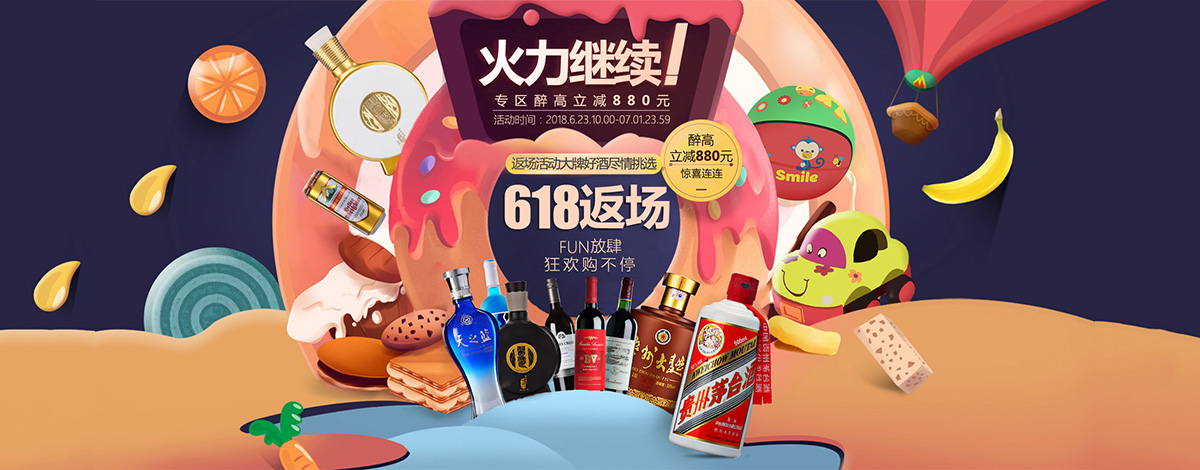 火力继续!
专区醉高立减880元
活动时间：2018.6.23.10.00-07.01.23.59
返场活动大牌好酒尽情挑选
醉高
立减880元
惊喜连连
618返场
FUN放肆
狂欢购不停
Smile
天之蓝
KWEICHOW MOUTAI
贵州茅台酒